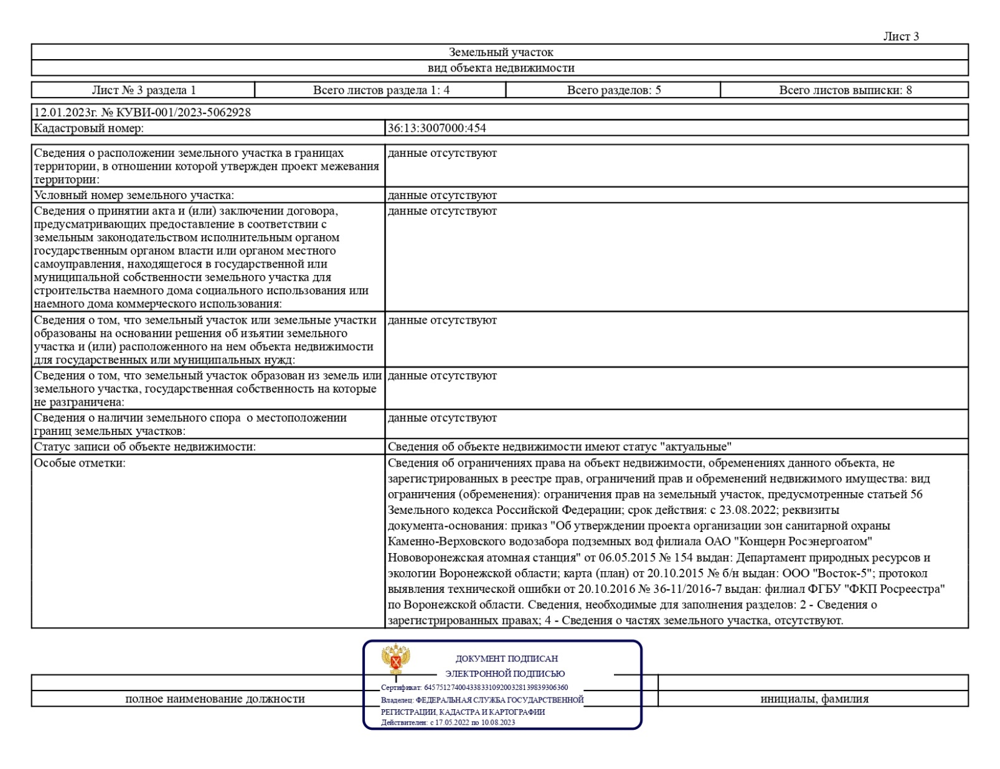 Лист 3
Земельный участок
вид объекта недвижимости
Лист № 3 раздела 1
Всего листов раздела 1: 4
Всего разделов: 5
Всего листов выписки: 8
12.01.2023г. № КУВИ-001/2023-5062928
Кадастровый номер:
36:13:3007000:454
Сведения о расположении земельного участка в границах
территории, в отношении которой утвержден проект межевания
территории:
данные отсутствуют
Условный номер земельного участка:
данные отсутствуют
Сведения о принятии акта и (или) заключении договора,
предусматривающих предоставление в соответствии с
земельным законодательством исполнительным органом
государственным органом власти или органом местного
самоуправления, находящегося в государственной или
муниципальной собственности земельного участка для
строительства наемного дома социального использования или
наемного дома коммерческого использования:
данные отсутствуют
Сведения о том, что земельный участок или земельные участки
образованы на основании решения об изъятии земельного
участка и (или) расположенного на нем объекта недвижимости
для государственных или муниципальных нужд:
данные отсутствуют
Сведения о том, что земельный участок образован из земель или
земельного участка, государственная собственность на которые
не разграничена:
данные отсутствуют
Сведения о наличии земельного спора о местоположении
границ земельных участков:
данные отсутствуют
Статус записи об объекте недвижимости:
Сведения об объекте недвижимости имеют статус "актуальные"
Особые отметки:
Сведения об ограничениях права на объект недвижимости, обременениях данного объекта, не
зарегистрированных в реестре прав, ограничений прав и обременений недвижимого имущества: вид
ограничения (обременения): ограничения прав на земельный участок, предусмотренные статьей 56
Земельного кодекса Российской Федерации; срок действия: с 23.08.2022; реквизиты
документа-основания: приказ "Об утверждении проекта организации зон санитарной охраны
Каменно-Верховского водозабора подземных вод филиала ОАО "Концерн Росэнергоатом"
Нововоронежская атомная станция" от 06.05.2015 № 154 выдан: Департамент природных ресурсов и
экологии Воронежской области; карта (план) от 20.10.2015 № б/н выдан: ООО "Восток-5"; протокол
выявления технической ошибки от 20.10.2016 № 36-11/2016-7 выдан: филиал ФГБУ "ФКП Росреестра"
по Воронежской области. Сведения, необходимые для заполнения разделов: 2 - Сведения о
зарегистрированных правах; 4 - Сведения о частях земельного участка, отсутствуют.
ДОКУМЕНТ ПОДПИСАН
ЭЛЕКТРОННОЙ ПОДПИСЬЮ
Сертификат: 64575127400433833109200328139839306360
Владелец: ФЕДЕРАЛЬНАЯ СЛУЖБА ГОСУДАРСТВЕННОЙ
РЕГИСТРАЦИИ, КАДАСТРА И КАРТОГРАФИИ
Действителен: с 17.05.2022 по 10.08.2023
полное наименование должности
инициалы, фамилия